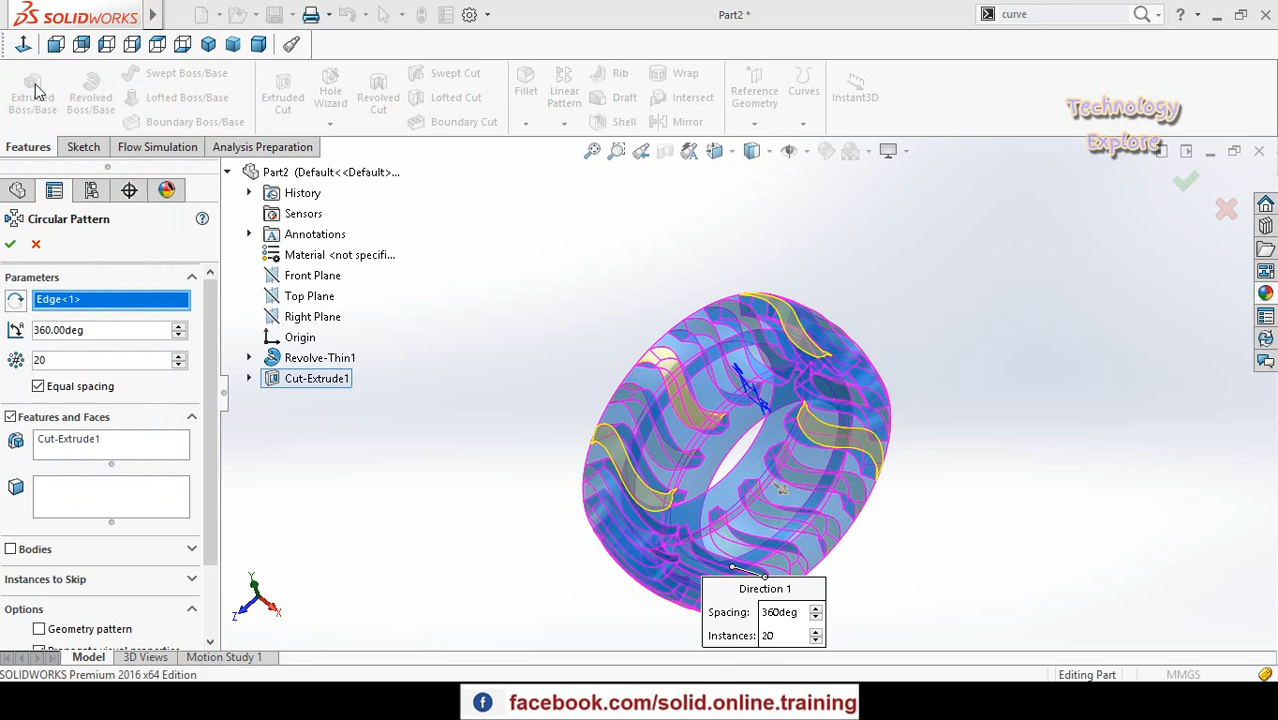 SOLIDWORKS
Part2 *
curve
Extruded Boss/Base
Revolved Boss/Base
Swept Boss/Base
Lofted Boss/Base
Boundary Boss/Base
Extruded Cut
Hole Wizard
Revolved Cut
Swept Cut
Lofted Cut
Boundary Cut
Fillet
Linear Pattern
Rib
Draft
Shell
Wrap
Intersect
Mirror
Reference Geometry
Curves
Instant3D
Technology
Explore
Features
Sketch
Flow Simulation
Analysis Preparation
Circular Pattern
Parameters
Edge<1>
360.00deg
20
Equal spacing
Features and Faces
Cut-Extrude1
Bodies
Instances to Skip
Options
Geometry pattern
Part2 (Default<<Default>...
History
Sensors
Annotations
Material <not specifi...
Front Plane
Top Plane
Right Plane
Origin
Revolve-Thin1
Cut-Extrude1
Y
Z
X
Direction 1
Spacing: 360deg
Instances: 20
Model
3D Views
Motion Study 1
SOLIDWORKS Premium 2016 x64 Edition
Editing Part
MMGS
facebook.com/solid.online.training